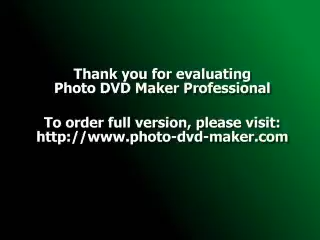 Thank you for evaluating
Photo DVD Maker Professional
To order full version, please visit:
http://www.photo-dvd-maker.com